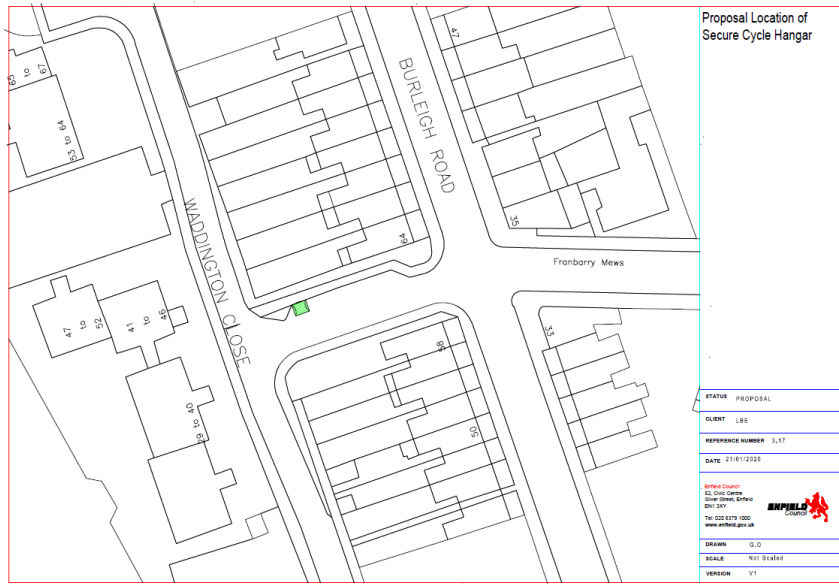 Proposal Location of
Secure Cycle Hangar
47
BURLEIGH ROAD
67
to
65
53 to 64
WADDINGTON CLOSE
64
35
Franbarry Mews
47
to
52
41
to
46
33
58
50
29 to 40
STATUS PROPOSAL
CLIENT LBE
REFERENCE NUMBER 3.17
DATE 21/01/2025
Enfield Council
Civic Centre
Silver Street, Enfield
EN1 3XY
Tel: 020 8379 1000
www.enfield.gov.uk
ENFIELD
Council
DRAWN G.O
SCALE Not Scaled
VERSION V1